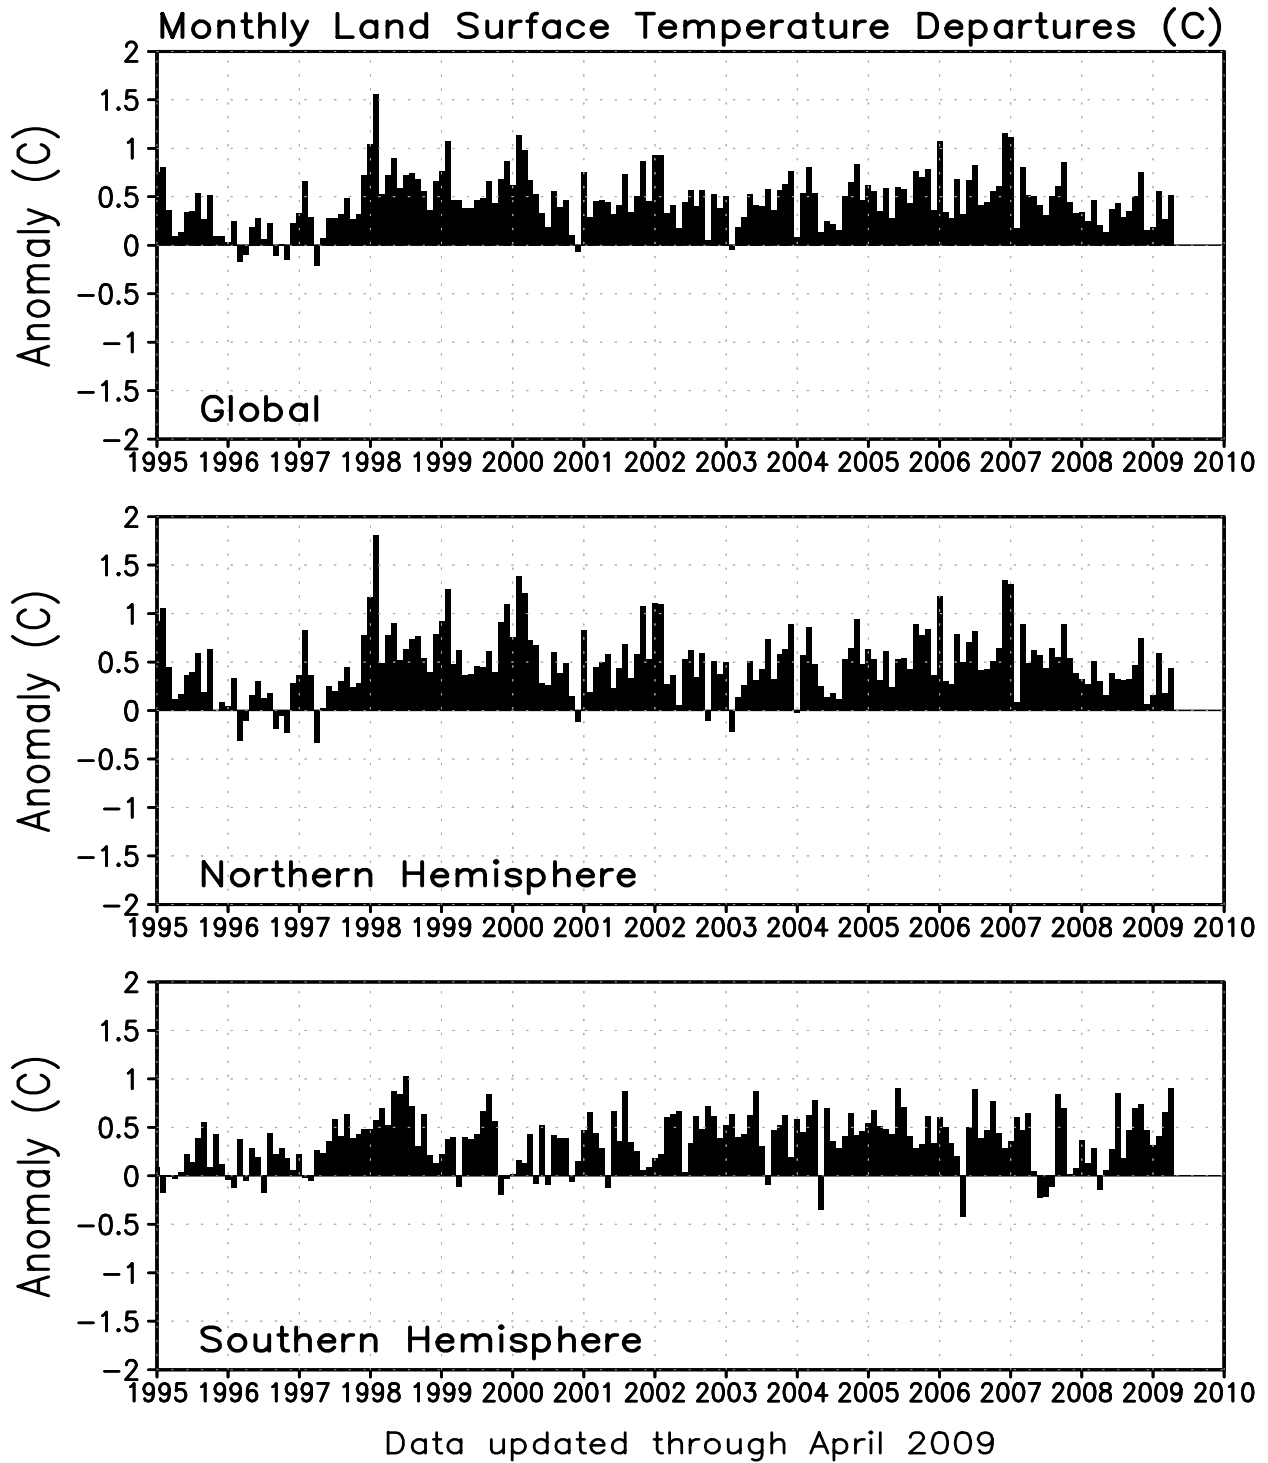 Monthly Land Surface Temperature Departures (C)
Anomaly (C)
2
1.5
1
0.5
0
−0.5
−1
−1.5
−2
Global
1995 1996 1997 1998 1999 2000 2001 2002 2003 2004 2005 2006 2007 2008 2009 2010
Anomaly (C)
2
1.5
1
0.5
0
−0.5
−1
−1.5
−2
Northern Hemisphere
1995 1996 1997 1998 1999 2000 2001 2002 2003 2004 2005 2006 2007 2008 2009 2010
Anomaly (C)
2
1.5
1
0.5
0
−0.5
−1
−1.5
−2
Southern Hemisphere
1995 1996 1997 1998 1999 2000 2001 2002 2003 2004 2005 2006 2007 2008 2009 2010
Data updated through April 2009